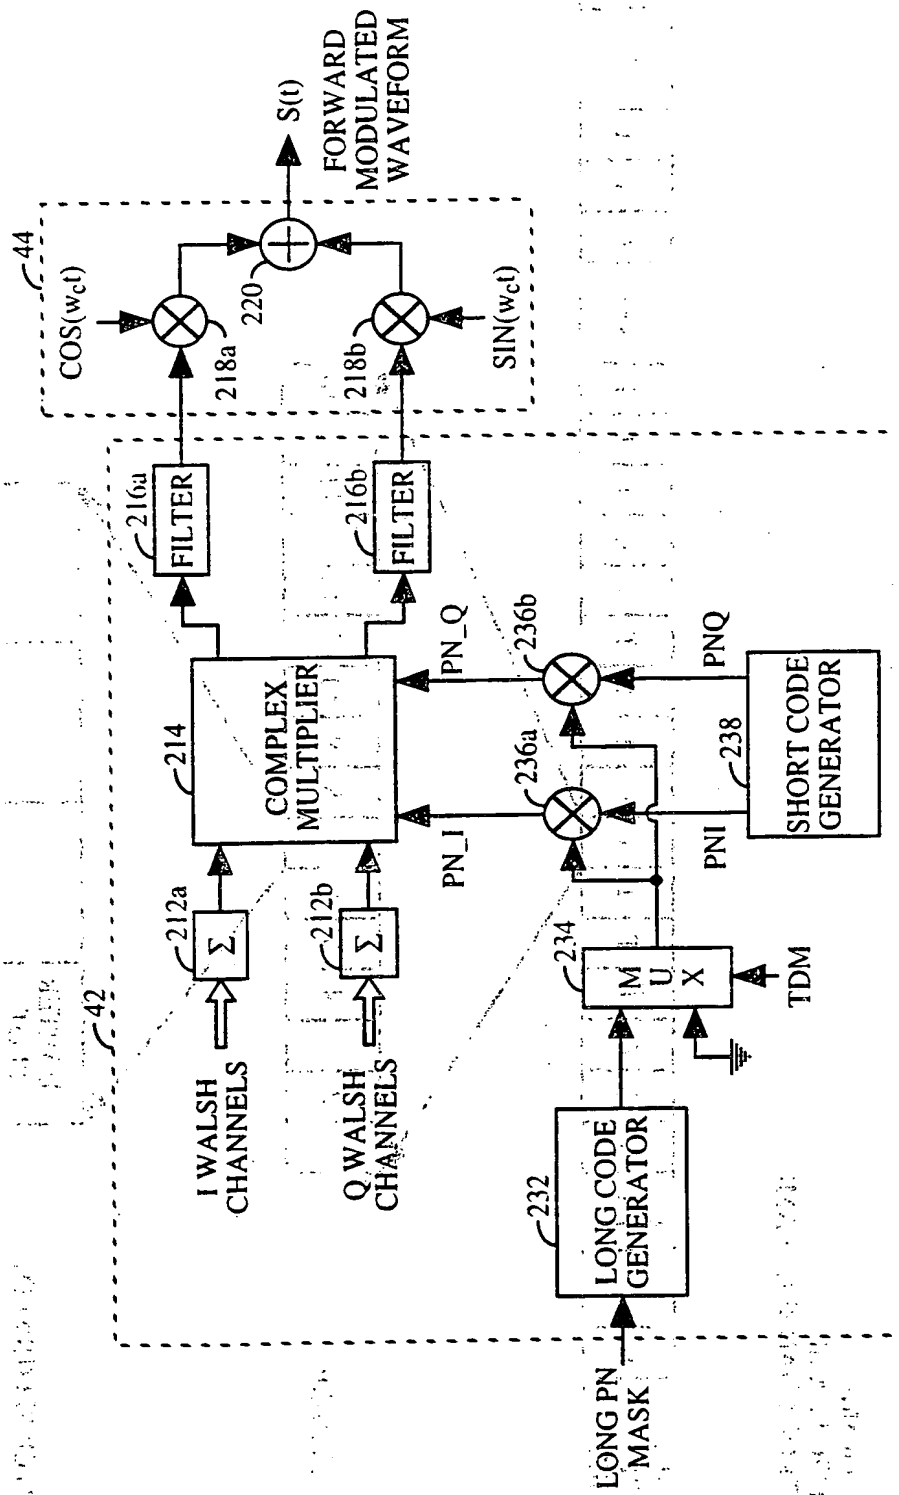 42
44
I WALSH
CHANNELS
212a
Σ
Q WALSH
CHANNELS
212b
Σ
214
COMPLEX
MULTIPLIER
216a
FILTER
216b
FILTER
COS(wct)
218a
218b
SIN(wct)
220
S(t)
FORWARD
MODULATED
WAVEFORM
PN_I
PN_Q
236a
236b
LONG PN
MASK
232
LONG CODE
GENERATOR
234
M
U
X
TDM
PNI
PNQ
238
SHORT CODE
GENERATOR